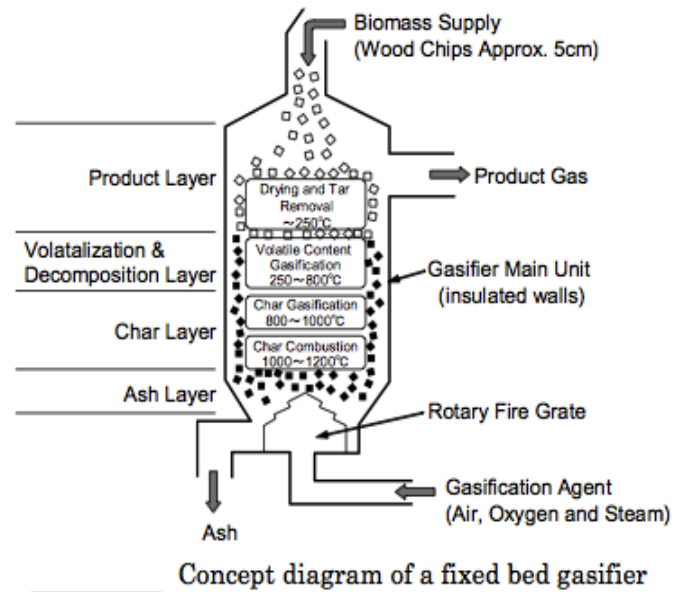 Biomass Supply
(Wood Chips Approx. 5cm)
Product Layer
Drying and Tar
Removal
~250℃
Product Gas
Volatalization &
Decomposition Layer
Volatile Content
Gasification
250~800℃
Gasifier Main Unit
(insulated walls)
Char Layer
Char Gasification
800~1000℃
Char Combustion
1000~1200℃
Ash Layer
Rotary Fire Grate
Gasification Agent
(Air, Oxygen and Steam)
Ash
Concept diagram of a fixed bed gasifier